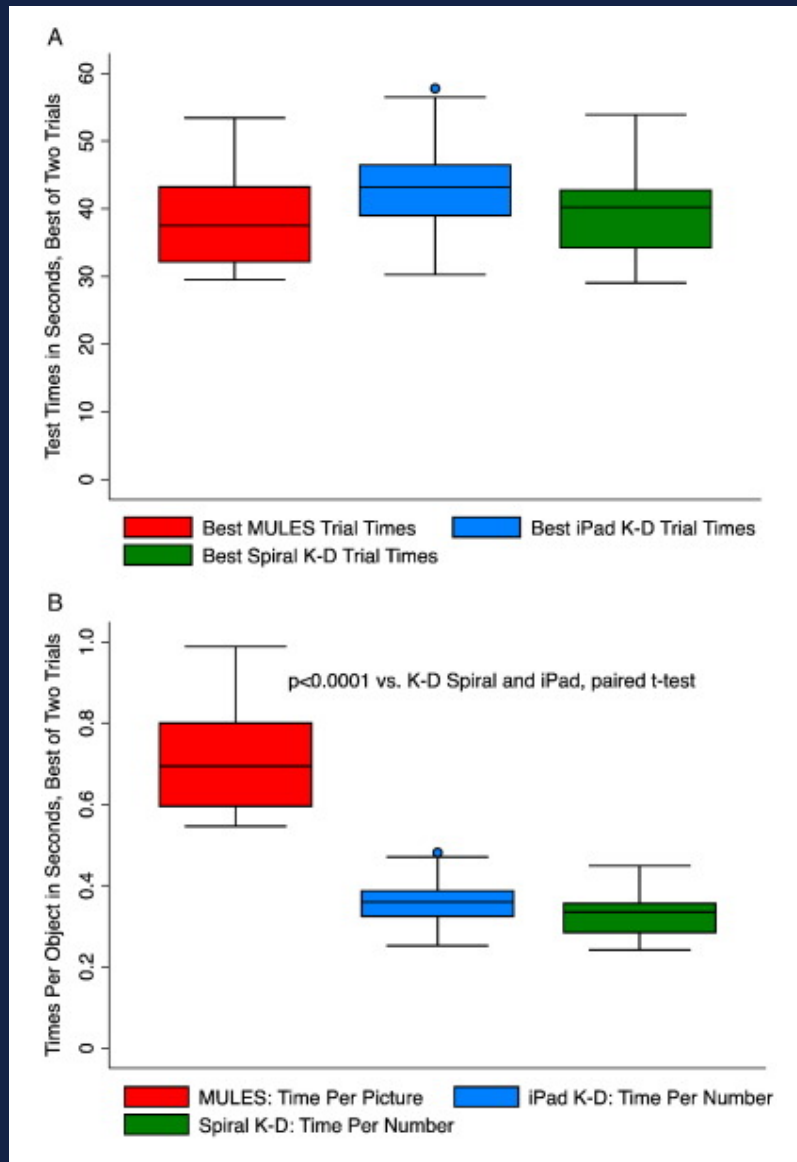 A
Test Times in Seconds, Best of Two Trials
60
50
40
30
20
10
0
Best MULES Trial Times
Best iPad K-D Trial Times
Best Spiral K-D Trial Times
B
Times Per Object in Seconds, Best of Two Trials
1.0
0.8
0.6
0.4
0.2
0
p<0.0001 vs. K-D Spiral and iPad, paired t-test
MULES: Time Per Picture
iPad K-D: Time Per Number
Spiral K-D: Time Per Number